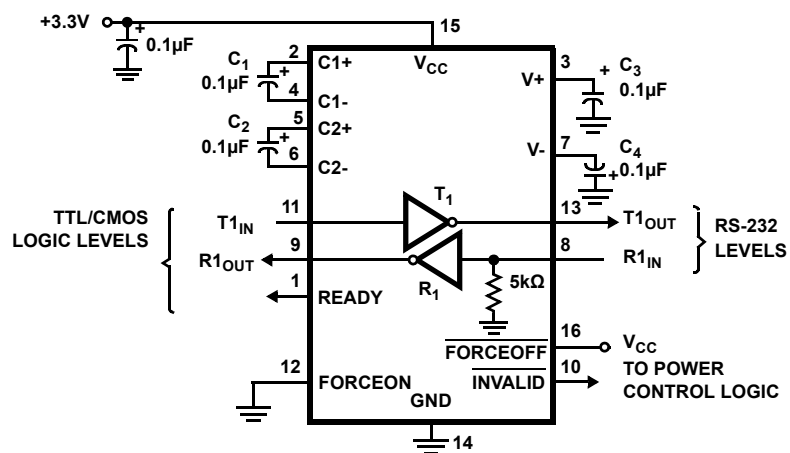 +3.3V
0.1µF
15
VCC
C1
0.1µF
2
C1+
4
C1-
C2
0.1µF
5
C2+
6
C2-
3
V+
C3
0.1µF
7
V-
C4
0.1µF
TTL/CMOS
LOGIC LEVELS
T1IN
11
T1
13
T1OUT
R1OUT
9
R1
5kΩ
8
R1IN
RS-232
LEVELS
1
READY
16
FORCEOFF
VCC
12
FORCEON
10
INVALID
TO POWER
CONTROL LOGIC
GND
14
+
+
+
+
+